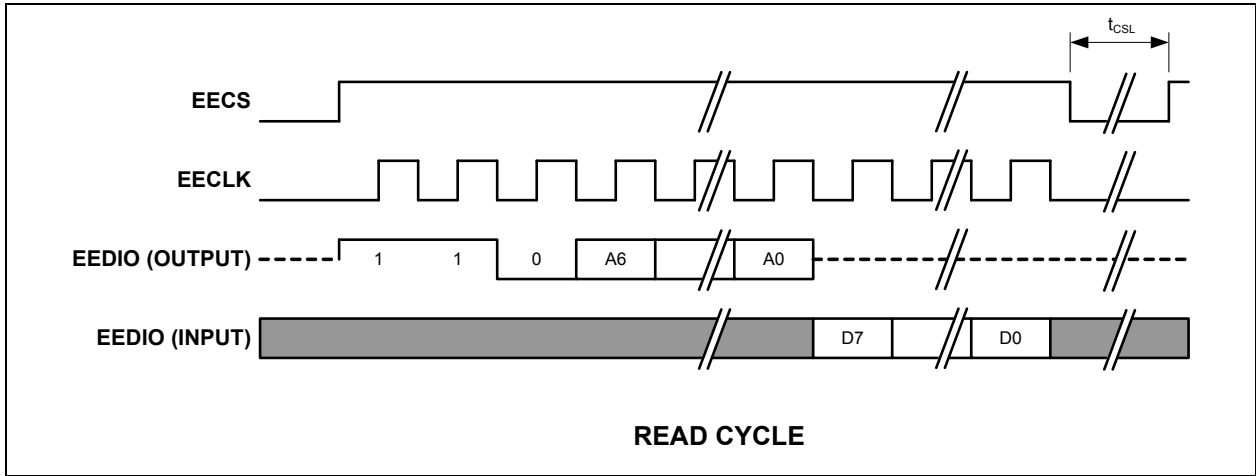 tCSL
EECS
EECLK
EEDIO (OUTPUT) 1 1 0 A6 A0
EEDIO (INPUT) D7 D0
READ CYCLE